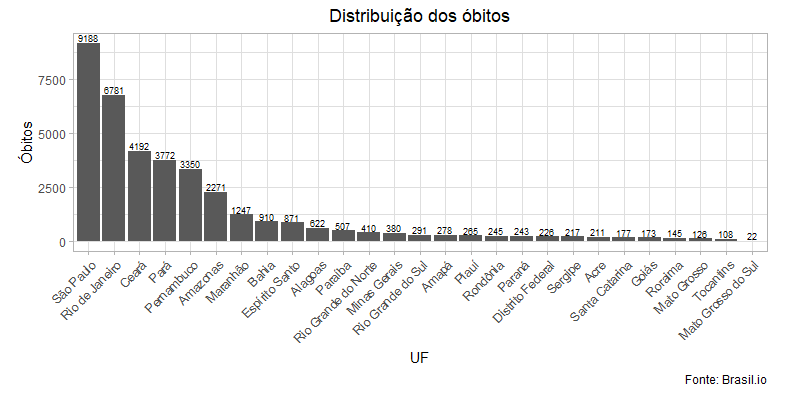 Distribuição dos óbitos
Óbitos
7500
5000
2500
0
9188
6781
4192
3772
3350
2271
1247
910
871
622
507
410
380
291
278
265
245
243
226
217
211
177
173
145
126
108
22
São Paulo
Rio de Janeiro
Ceará
Pará
Pernambuco
Amazonas
Maranhão
Bahia
Espírito Santo
Alagoas
Paraíba
Rio Grande do Norte
Minas Gerais
Rio Grande do Sul
Amapá
Piauí
Rondônia
Paraná
Distrito Federal
Sergipe
Acre
Santa Catarina
Goiás
Roraima
Mato Grosso
Tocantins
Mato Grosso do Sul
UF
Fonte: Brasil.io